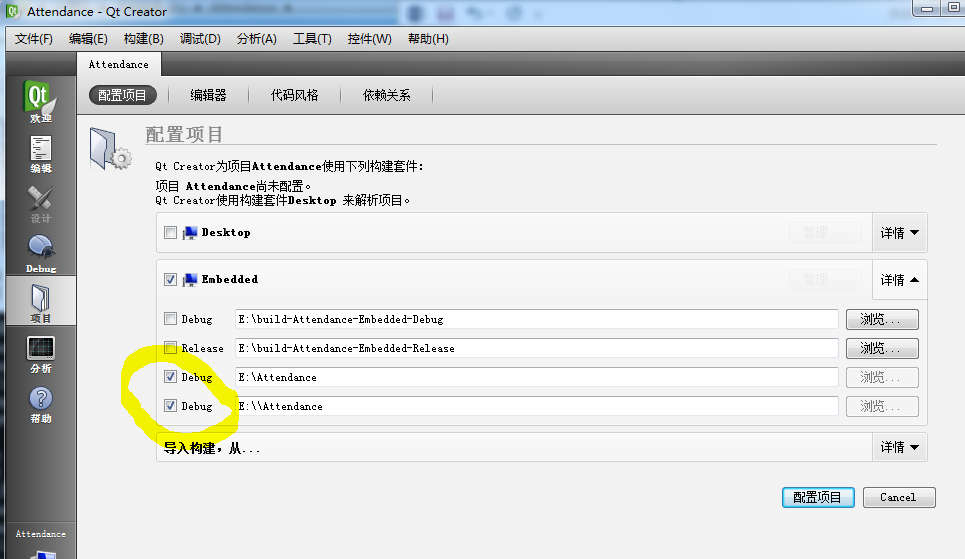 Attendance - Qt Creator
文件(F) 编辑(E) 构建(B) 调试(D) 分析(A) 工具(T) 控件(W) 帮助(H)
Attendance
配置项目 编辑器 代码风格 依赖关系
Qt
欢迎
编辑
设计
Debug
项目
分析
帮助
Attendance
配置项目
Qt Creator为项目Attendance使用下列构建套件:
项目 Attendance尚未配置。
Qt Creator使用构建套件Desktop 来解析项目。
Desktop 管理... 详情
Embedded 管理... 详情
Debug E:\build-Attendance-Embedded-Debug 浏览...
Release E:\build-Attendance-Embedded-Release 浏览...
Debug E:\Attendance 浏览...
Debug E:\\Attendance 浏览...
导入构建，从... 详情
配置项目 Cancel